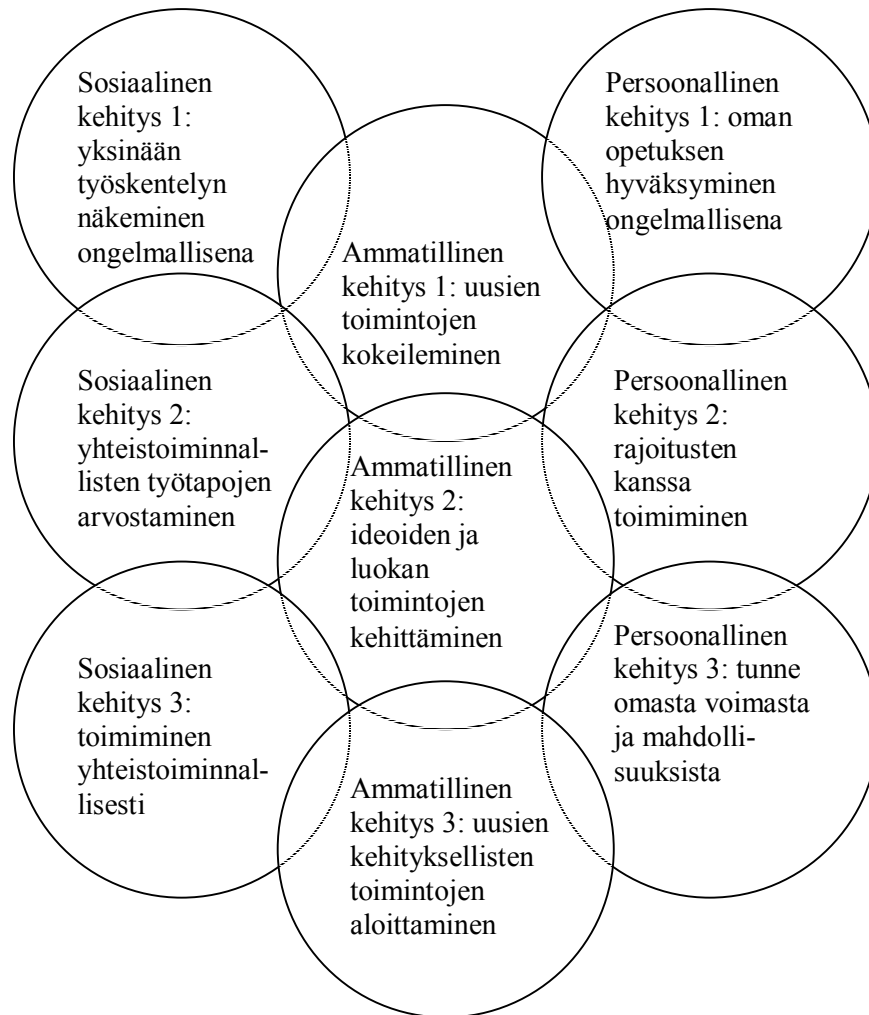 Sosiaalinen
kehitys 1:
yksinään
työskentelyn
näkeminen
ongelmallisena
Persoonallinen
kehitys 1: oman
opetuksen
hyväksyminen
ongelmallisena
Ammatillinen
kehitys 1: uusien
toimintojen
kokeileminen
Sosiaalinen
kehitys 2:
yhteistoiminnal-
listen työtapojen
arvostaminen
Persoonallinen
kehitys 2:
rajoitusten
kanssa
toimiminen
Ammatillinen
kehitys 2:
ideoiden ja
luokan
toimintojen
kehittäminen
Sosiaalinen
kehitys 3:
toimiminen
yhteistoiminnal-
lisesti
Persoonallinen
kehitys 3: tunne
omasta voimasta
ja mahdolli-
suuksista
Ammatillinen
kehitys 3: uusien
kehityksellisten
toimintojen
aloittaminen